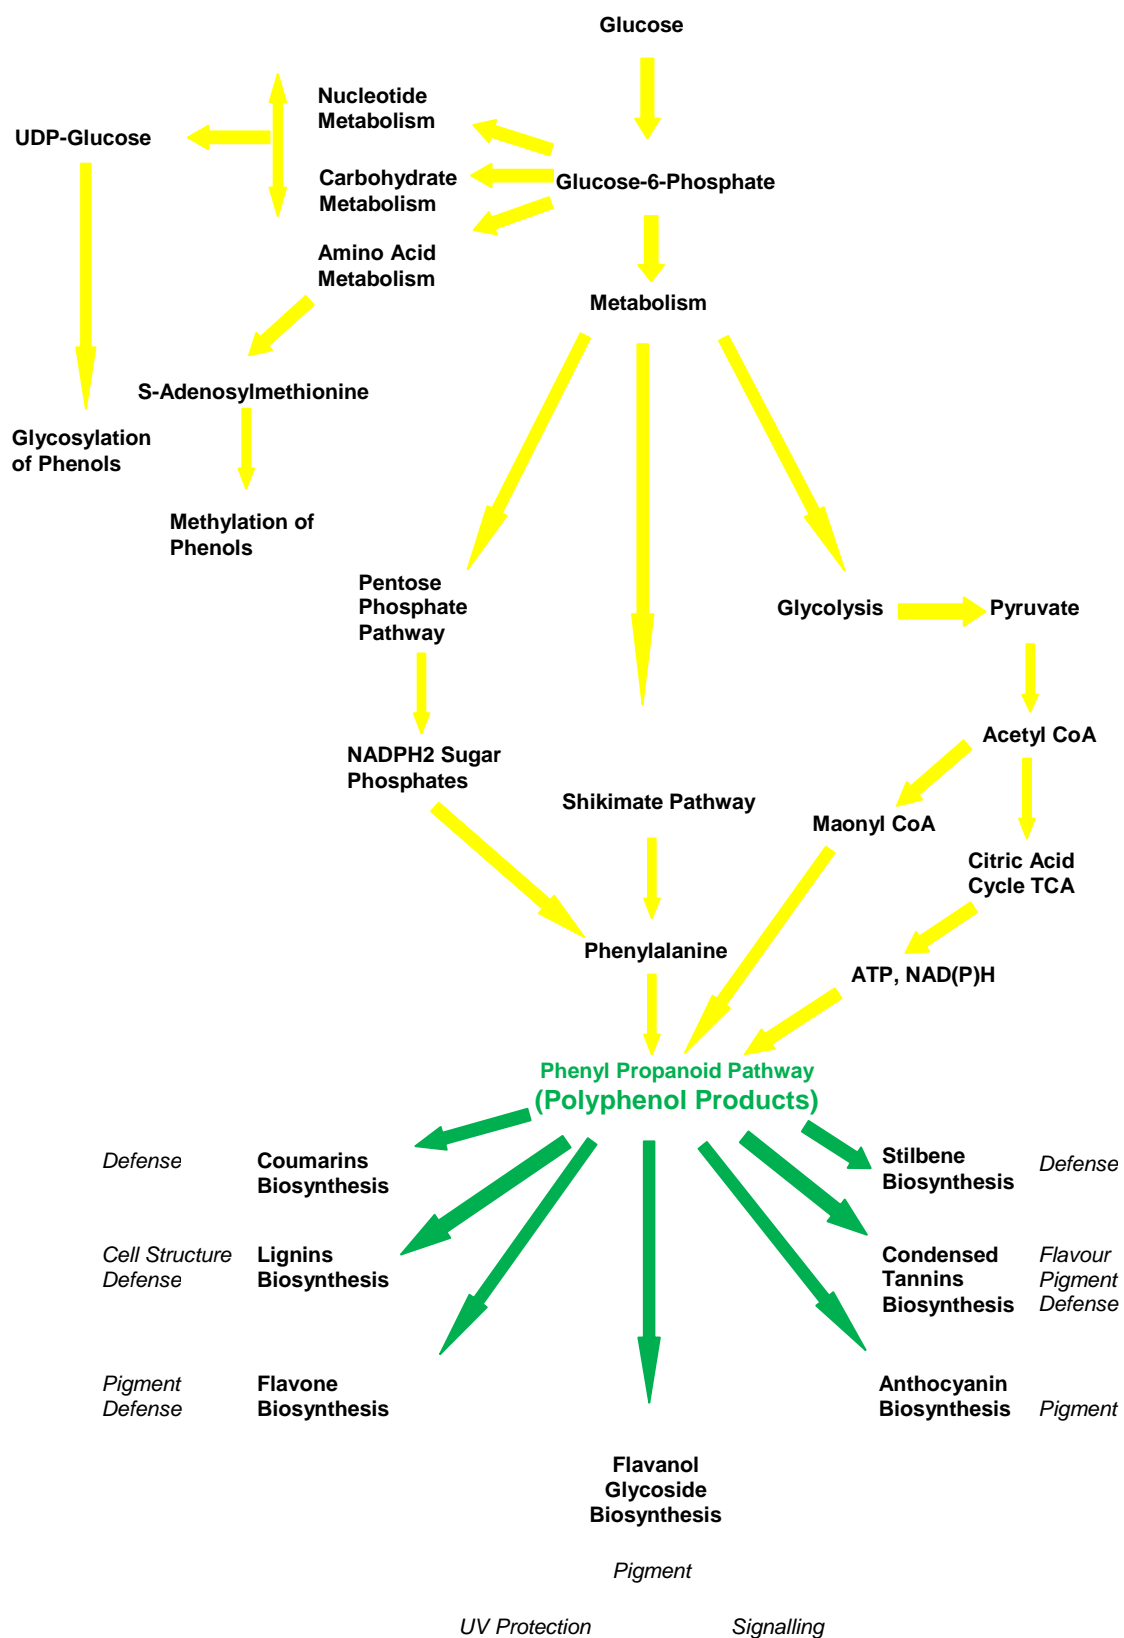 Glucose
Nucleotide
Metabolism
UDP-Glucose
Carbohydrate
Metabolism
Glucose-6-Phosphate
Amino Acid
Metabolism
Metabolism
S-Adenosylmethionine
Glycosylation
of Phenols
Methylation of
Phenols
Pentose
Phosphate
Pathway
Glycolysis
Pyruvate
Acetyl CoA
NADPH2 Sugar
Phosphates
Shikimate Pathway
Maonyl CoA
Citric Acid
Cycle TCA
Phenylalanine
ATP, NAD(P)H
Phenyl Propanoid Pathway
(Polyphenol Products)
Defense
Coumarins
Biosynthesis
Stilbene
Biosynthesis
Defense
Cell Structure
Defense
Lignins
Biosynthesis
Condensed
Tannins
Biosynthesis
Flavour
Pigment
Defense
Pigment
Defense
Flavone
Biosynthesis
Anthocyanin
Biosynthesis
Pigment
Flavanol
Glycoside
Biosynthesis
Pigment
UV Protection
Signalling